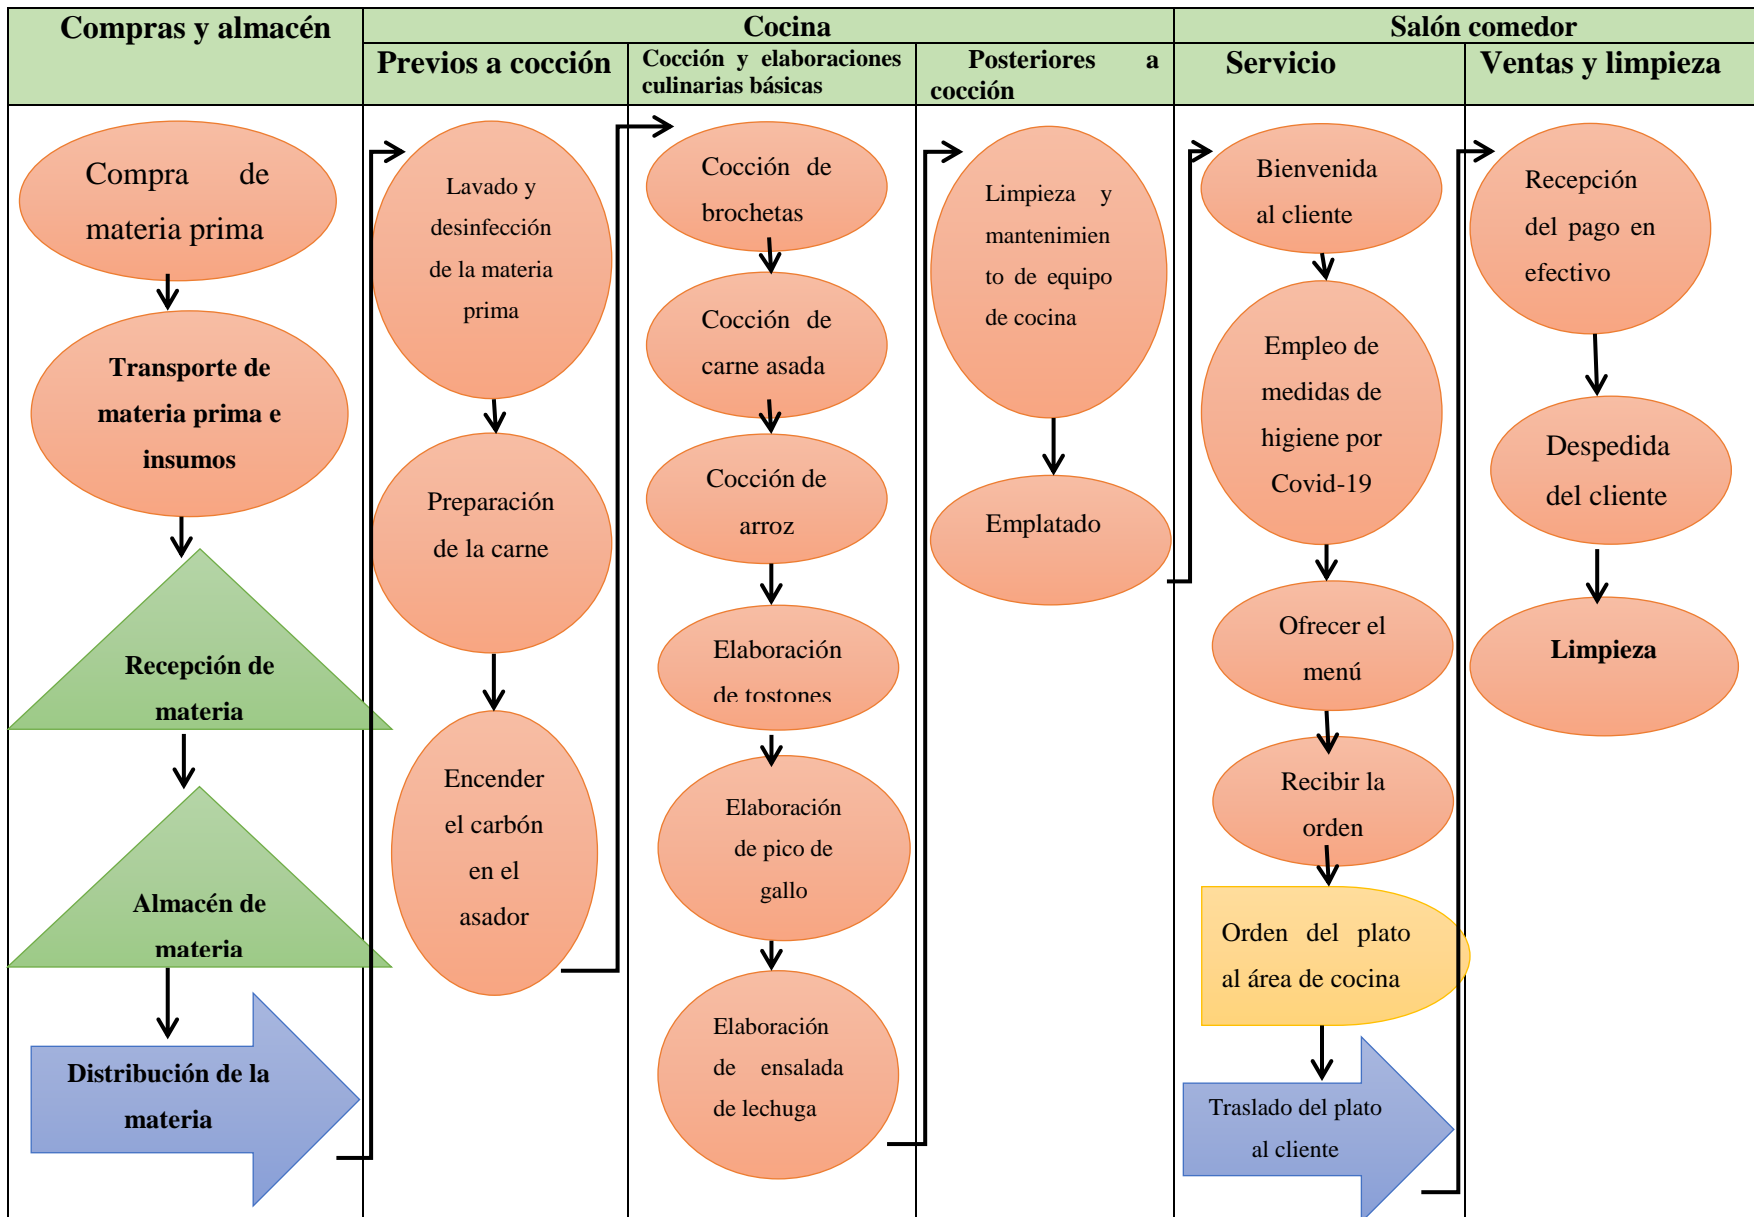 Compras y almacén
Cocina
Salón comedor
Previos a cocción
Cocción y elaboraciones
culinarias básicas
Posteriores a
cocción
Servicio
Ventas y limpieza
Compra de
materia prima
Transporte de
materia prima e
insumos
Recepción de
materia
Almacén de
materia
Distribución de la
materia
Lavado y
desinfección
de la materia
prima
Preparación
de la carne
Encender
el carbón
en el
asador
Cocción de
brochetas
Cocción de
carne asada
Cocción de
arroz
Elaboración
de tostones
Elaboración
de pico de
gallo
Elaboración
de ensalada
de lechuga
Limpieza y
mantenimien
to de equipo
de cocina
Emplatado
Bienvenida
al cliente
Empleo de
medidas de
higiene por
Covid-19
Ofrecer el
menú
Recibir la
orden
Orden del plato
al área de cocina
Traslado del plato
al cliente
Recepción
del pago en
efectivo
Despedida
del cliente
Limpieza